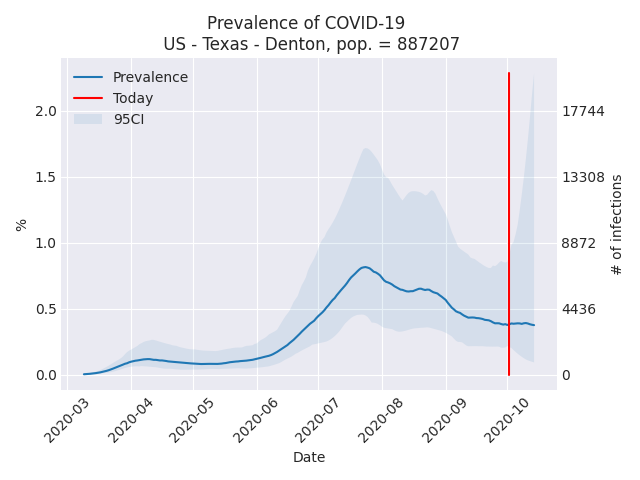 Prevalence of COVID-19
US - Texas - Denton, pop. = 887207
Prevalence
Today
95CI
2.0
1.5
1.0
0.5
0.0
%
17744
13308
8872
4436
0
# of infections
2020-03
2020-04
2020-05
2020-06
2020-07
2020-08
2020-09
2020-10
Date